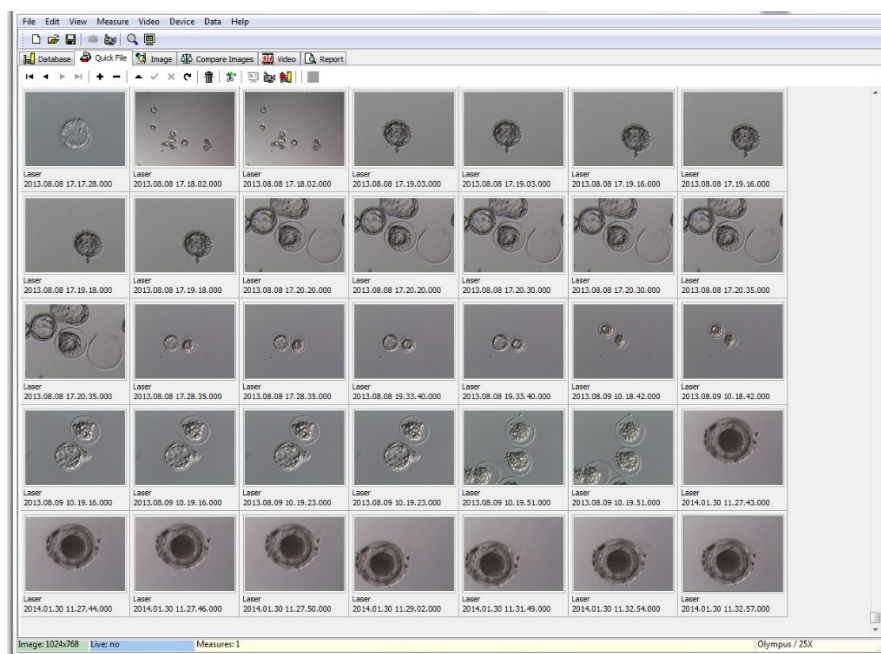 File Edit View Measure Video Device Data Help
Database Quick File Image Compare Images Video Report
Laser Laser Laser Laser Laser Laser Laser
2013.08.08 17.17.28.000 2013.08.08 17.18.02.000 2013.08.08 17.18.02.000 2013.08.08 17.19.03.000 2013.08.08 17.19.03.000 2013.08.08 17.19.16.000 2013.08.08 17.19.16.000
Laser Laser Laser Laser Laser Laser Laser
2013.08.08 17.19.18.000 2013.08.08 17.19.18.000 2013.08.08 17.20.20.000 2013.08.08 17.20.20.000 2013.08.08 17.20.30.000 2013.08.08 17.20.30.000 2013.08.08 17.20.35.000
Laser Laser Laser Laser Laser Laser Laser
2013.08.08 17.20.35.000 2013.08.08 17.28.35.000 2013.08.08 17.28.35.000 2013.08.08 19.33.40.000 2013.08.08 19.33.40.000 2013.08.09 10.18.42.000 2013.08.09 10.18.42.000
Laser Laser Laser Laser Laser Laser Laser
2013.08.09 10.19.16.000 2013.08.09 10.19.16.000 2013.08.09 10.19.23.000 2013.08.09 10.19.23.000 2013.08.09 10.19.51.000 2013.08.09 10.19.51.000 2014.01.30 11.27.43.000
Laser Laser Laser Laser Laser Laser Laser
2014.01.30 11.27.44.000 2014.01.30 11.27.46.000 2014.01.30 11.27.50.000 2014.01.30 11.29.02.000 2014.01.30 11.31.49.000 2014.01.30 11.32.54.000 2014.01.30 11.32.57.000
Image: 1024x768 Live: no Measures: 1 Olympus / 25X